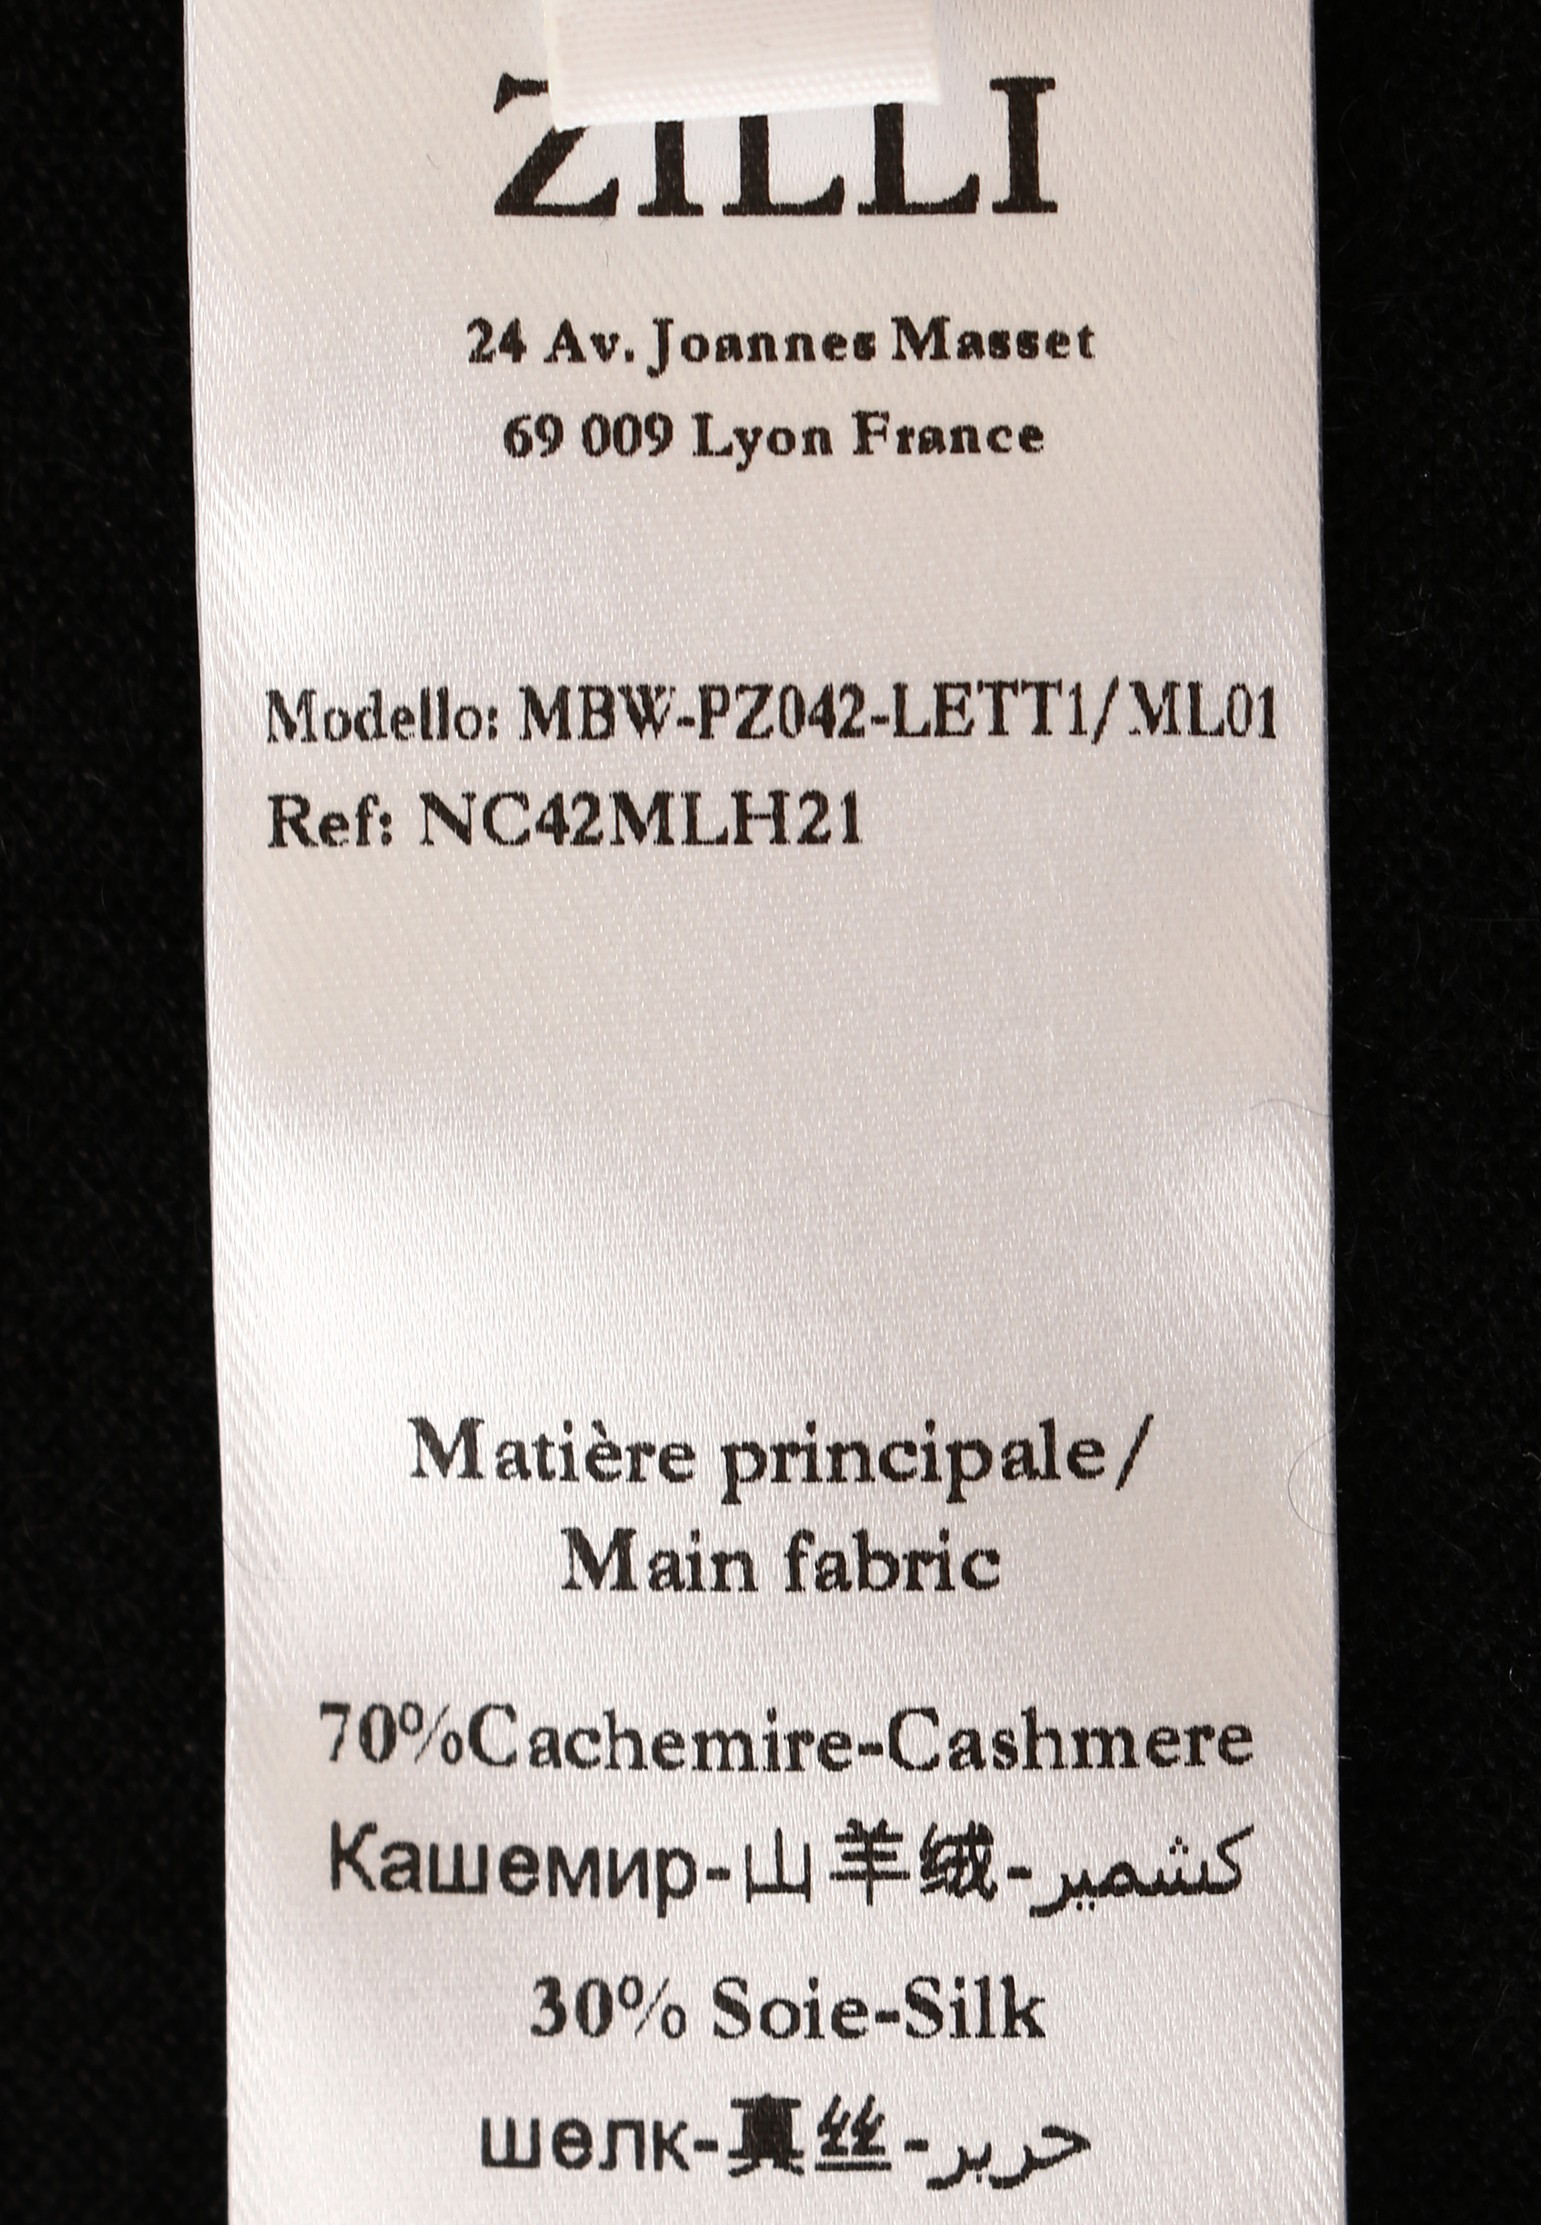 ZILLI
24 Av. Joannes Masset
69 009 Lyon France
Modello: MBW-PZ042-LETT1/ML01
Ref: NC42MLH21
Matière principale/
Main fabric
70%Cachemire-Cashmere
Кашемир-山羊绒-كشمير
30% Soie-Silk
шелк-真丝-حرير